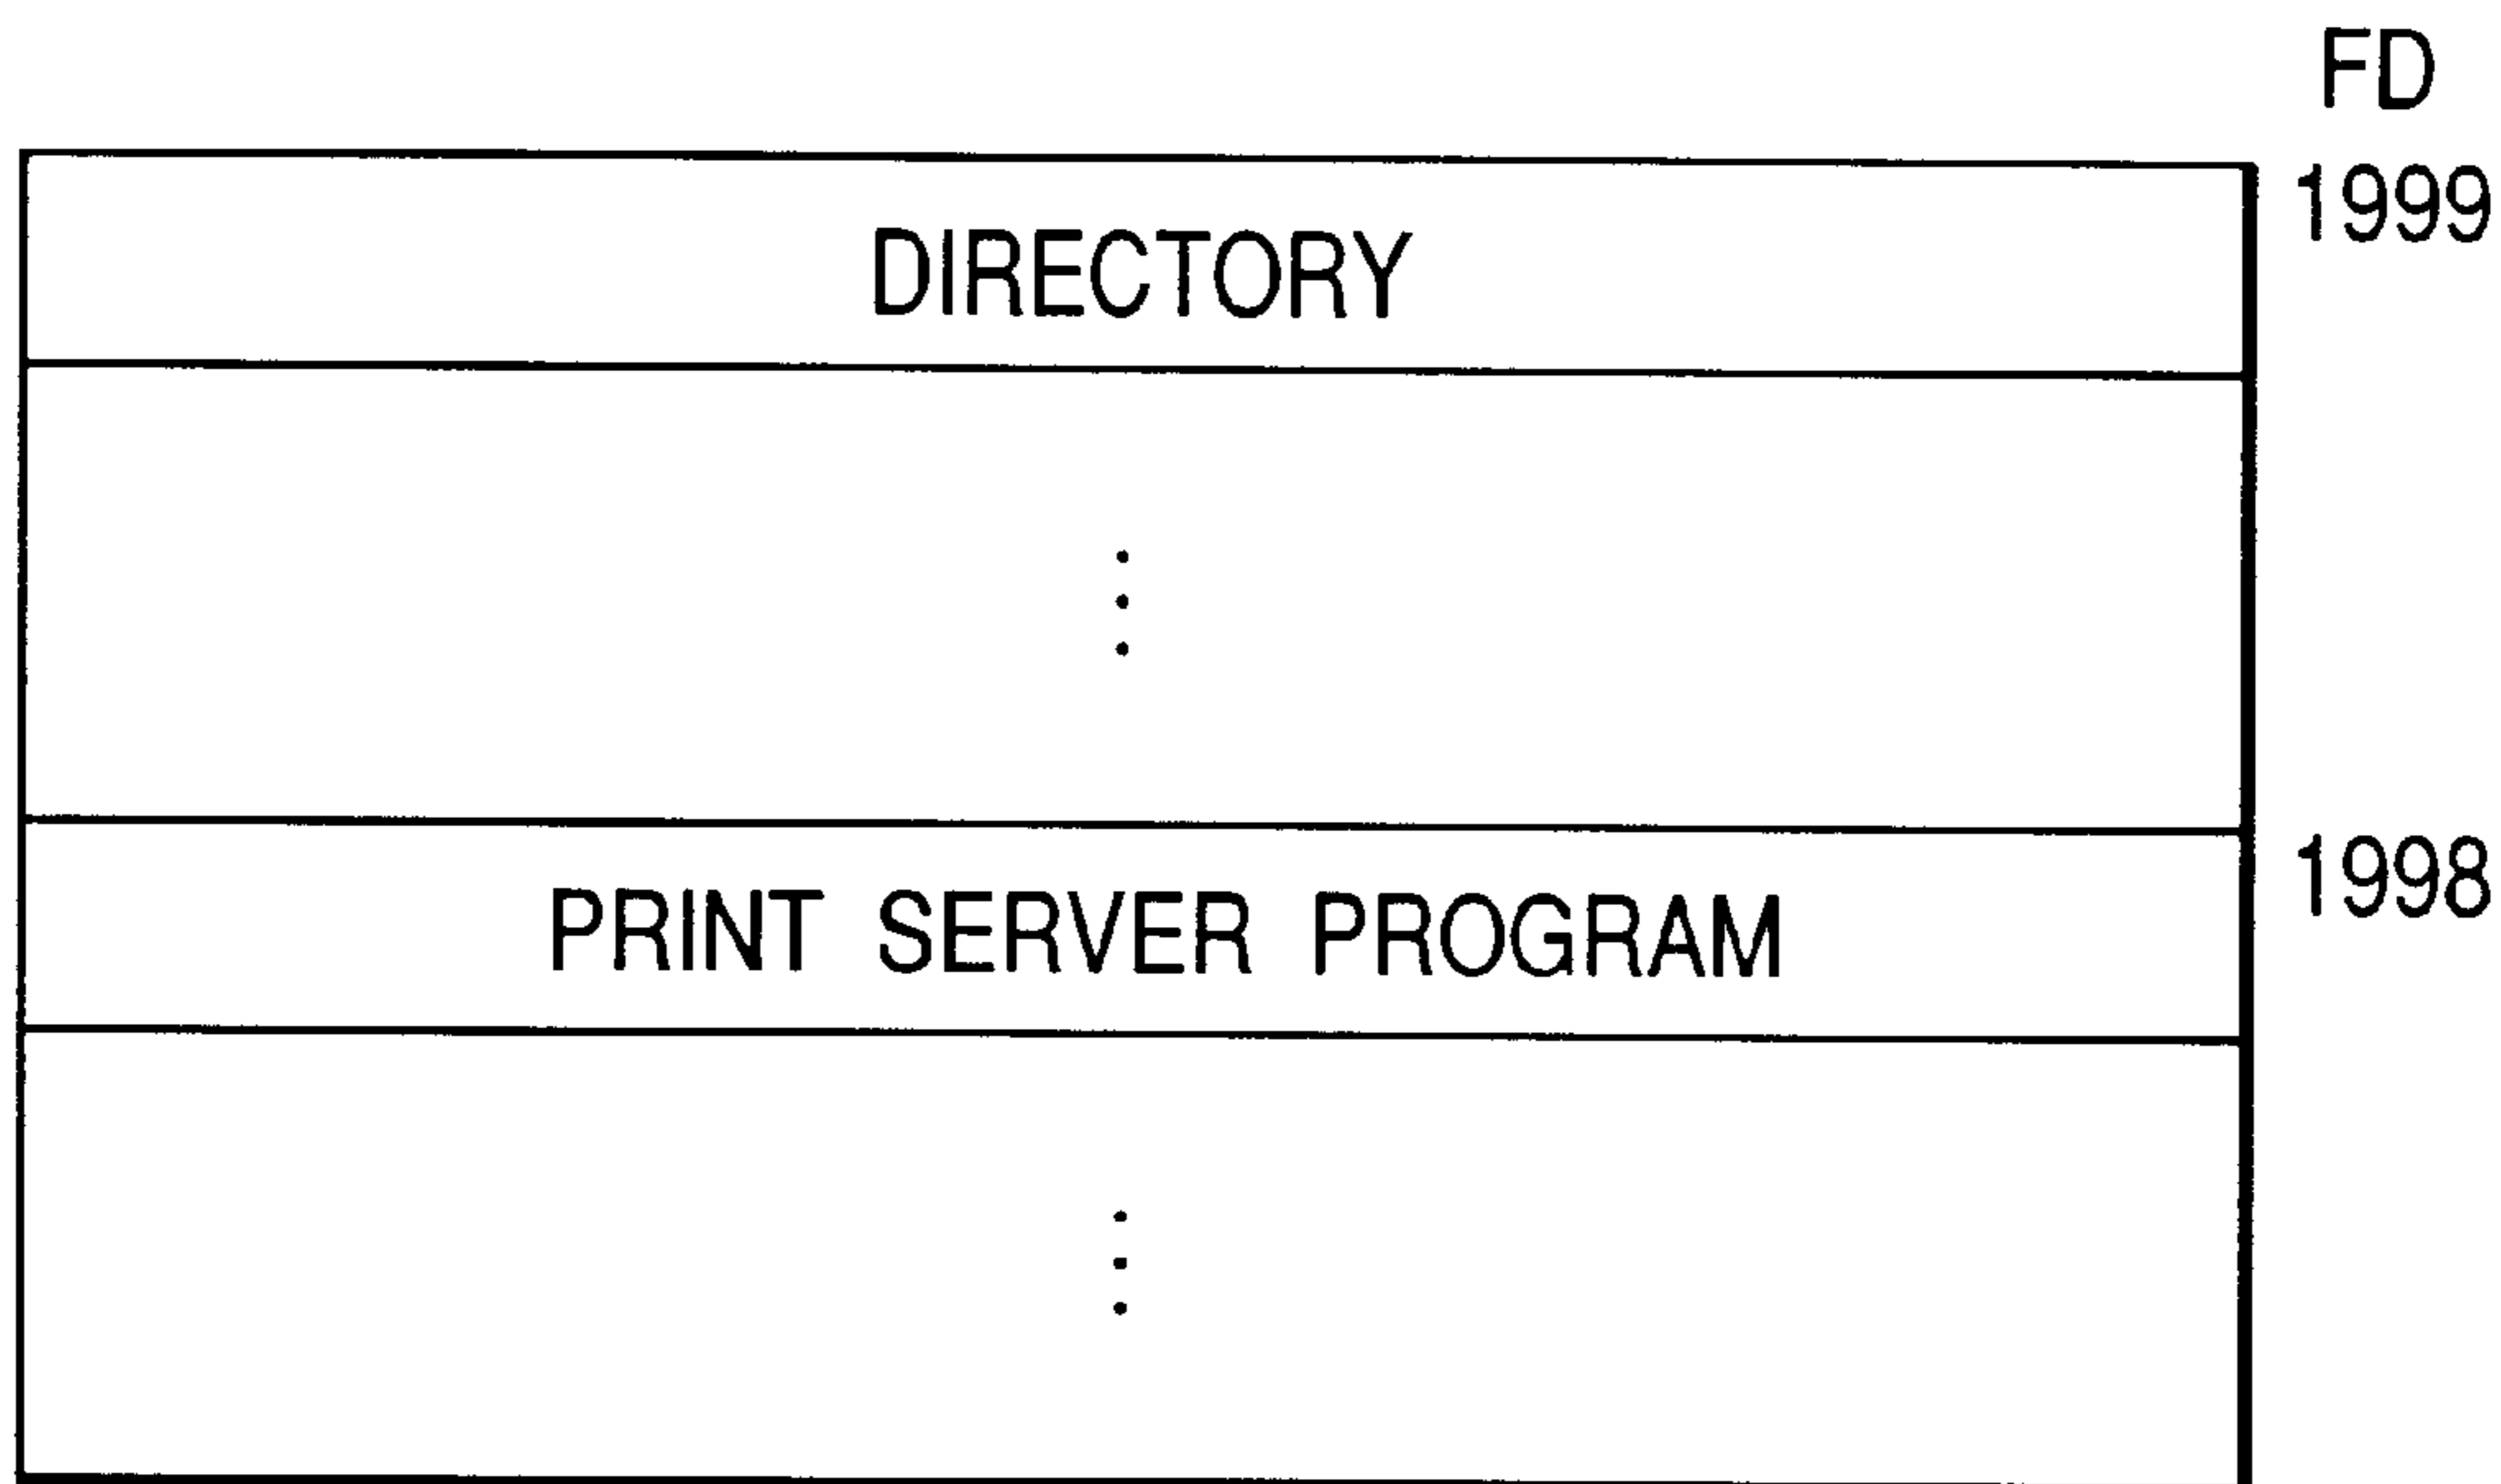 FD
1999
DIRECTORY
1998
PRINT SERVER PROGRAM